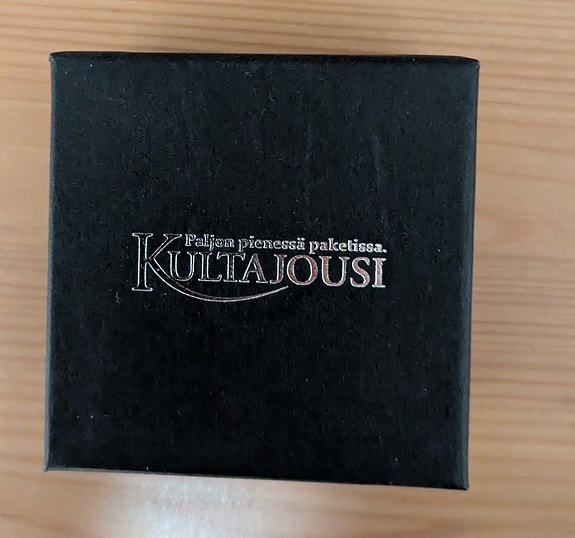 Paljon pienessä paketissa.
KULTAJOUSI